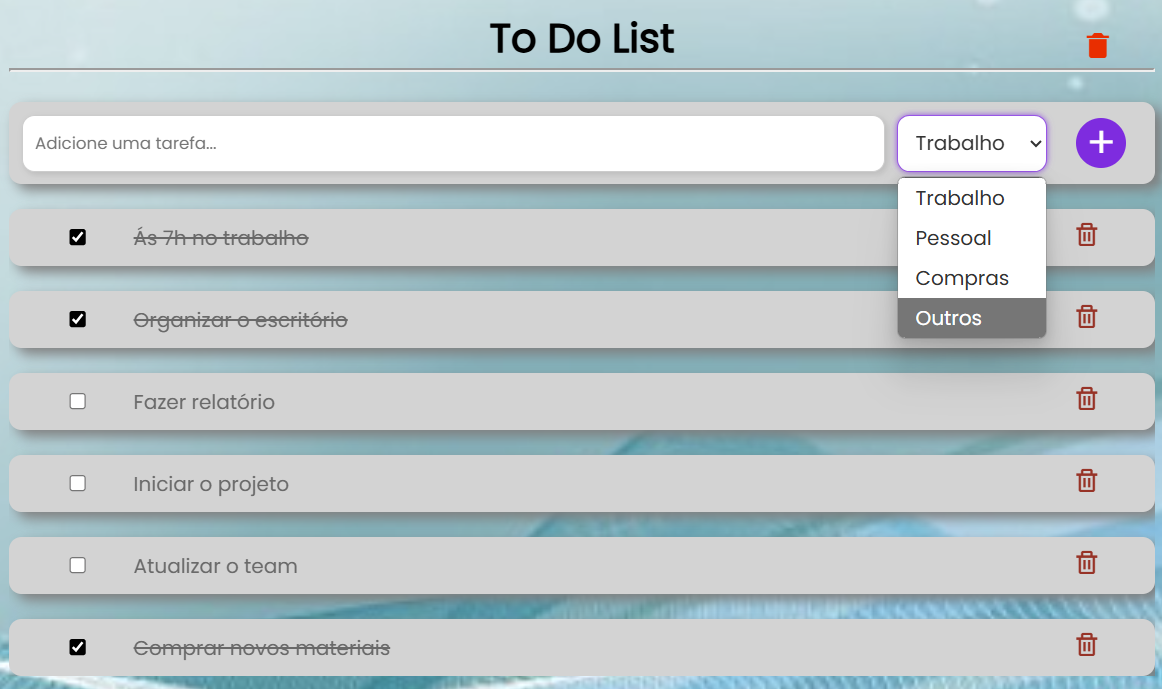 To Do List
Adicione uma tarefa...
Trabalho
Trabalho
Pessoal
Compras
Outros
Ás 7h no trabalho
Organizar o escritório
Fazer relatório
Iniciar o projeto
Atualizar o team
Comprar novos materiais